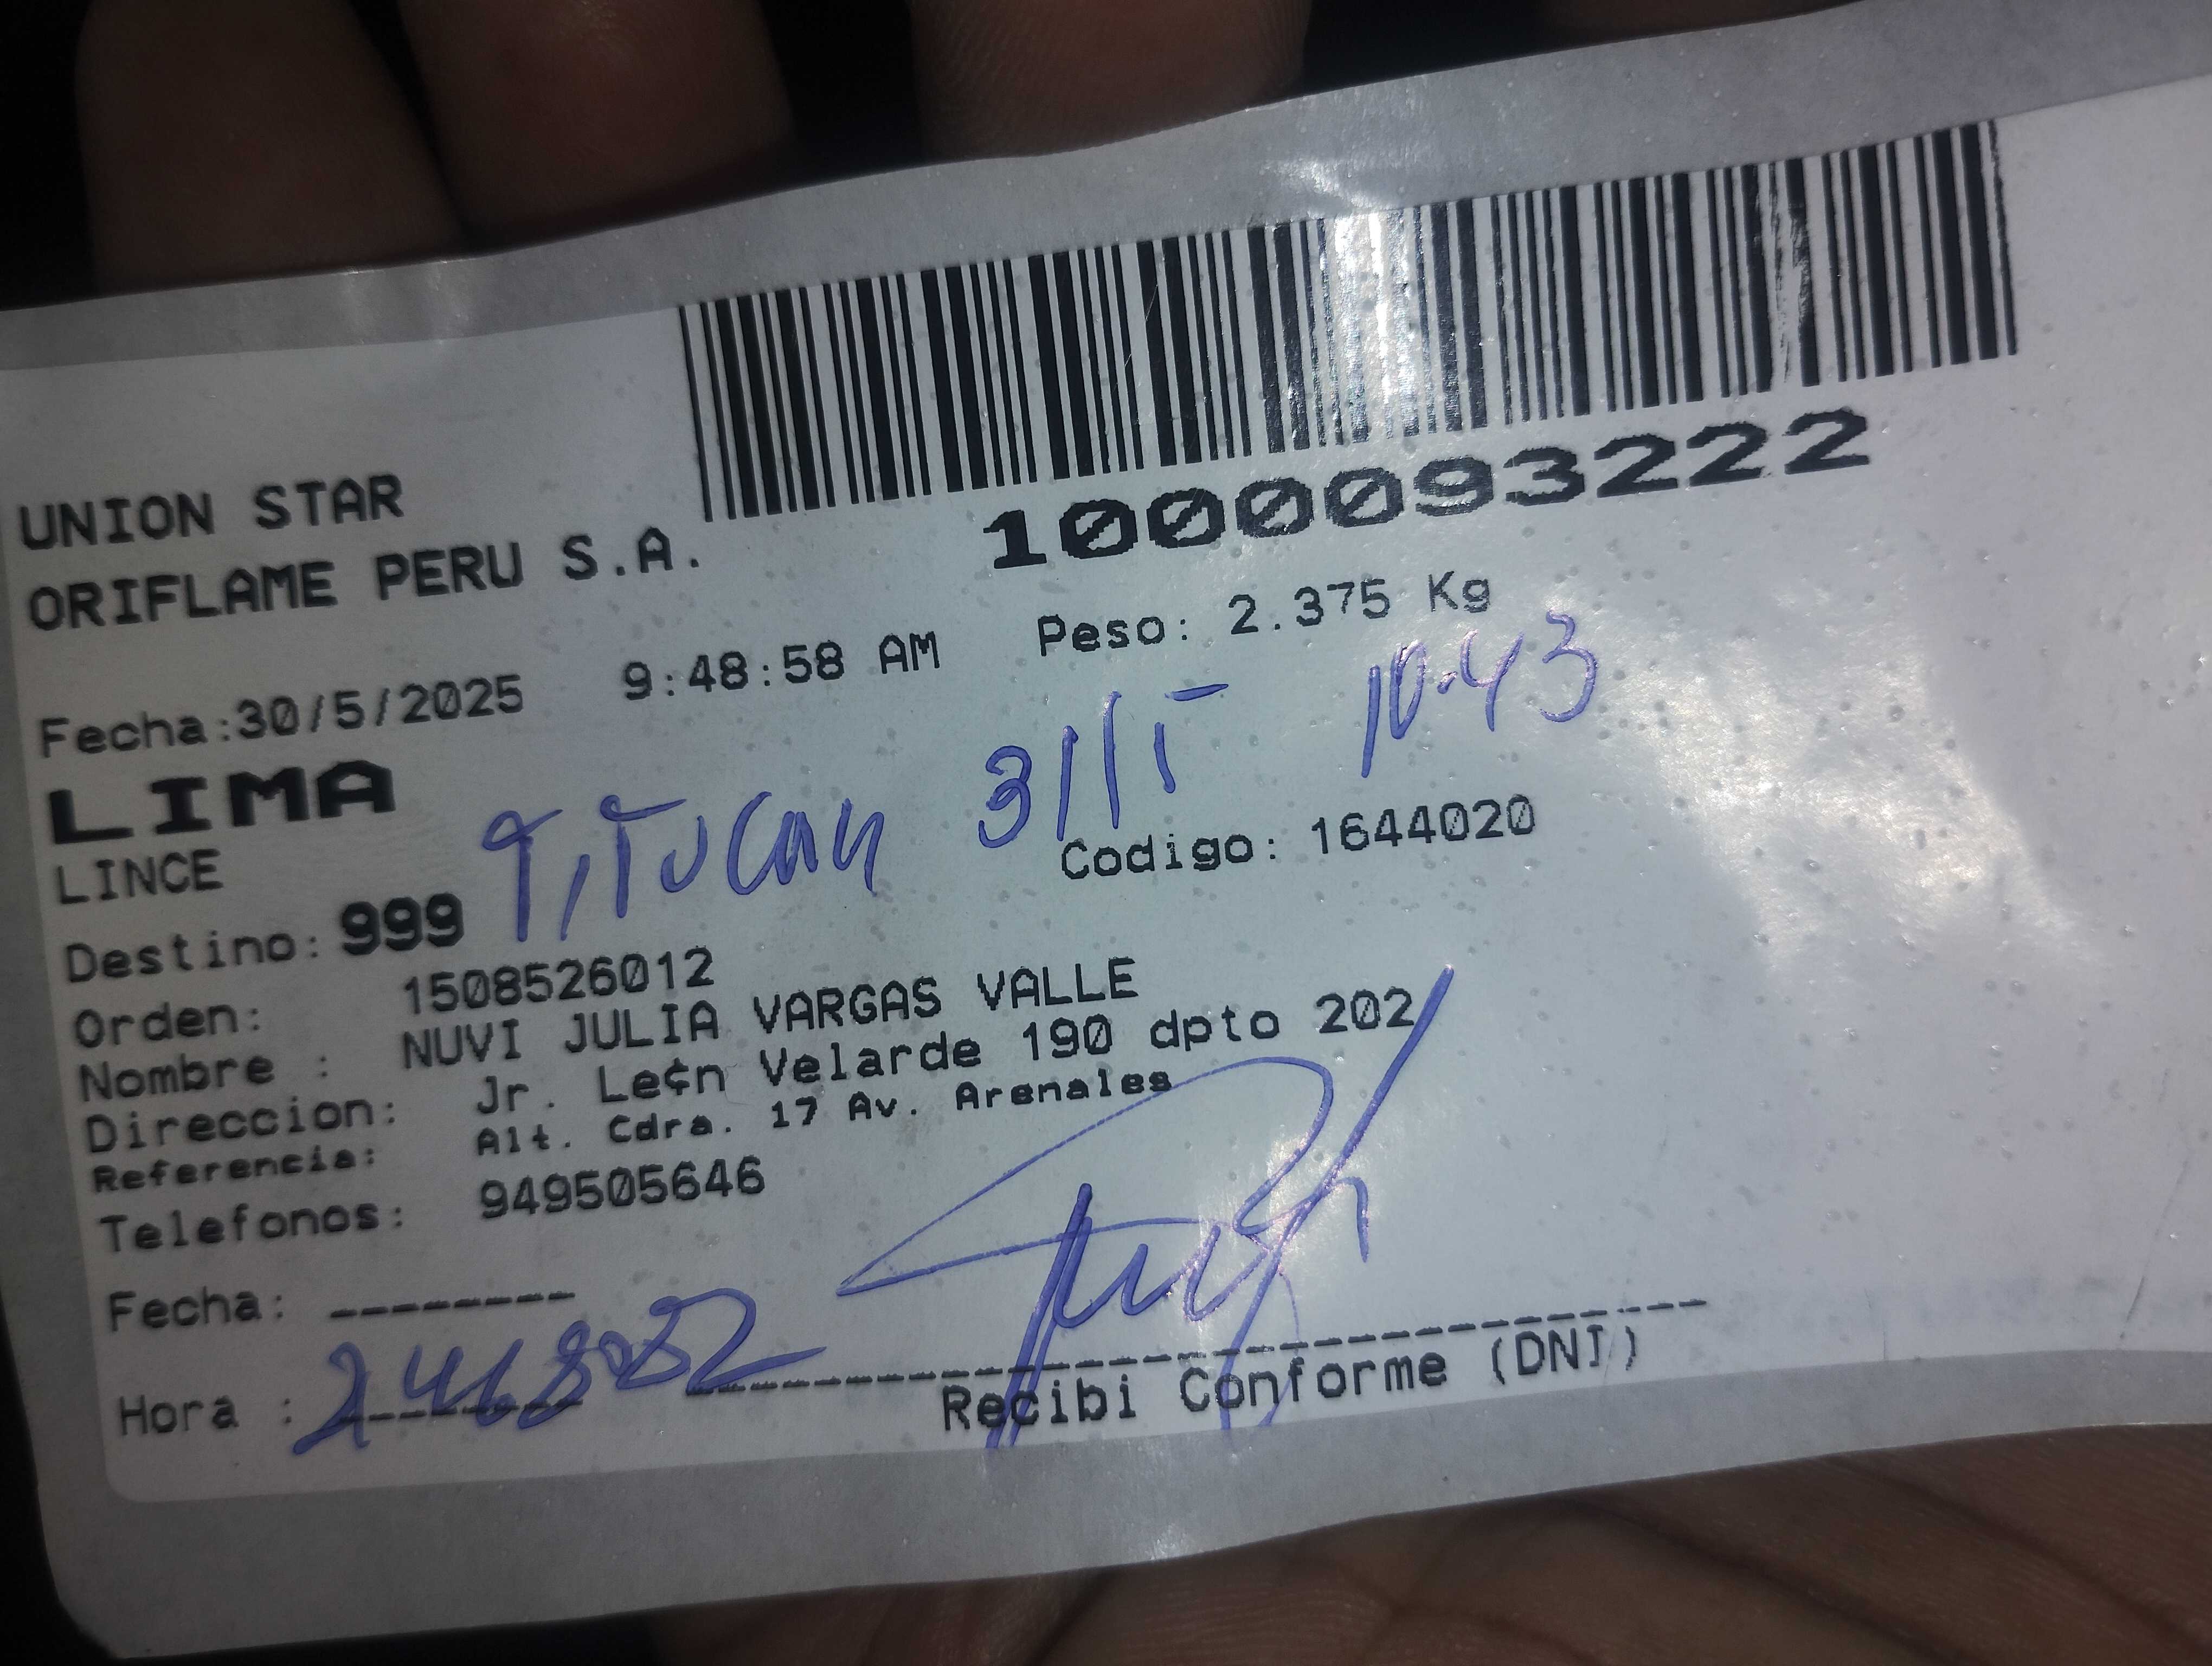 UNION STAR
ORIFLAME PERU S.A.
1000093222
Fecha:30/5/2025 9:48:58 AM Peso: 2.375 Kg
LIMA 31/5 10:43
LINCE
Destino: 999 Codigo: 1644020
Orden: 1508526012
Nombre : NUVI JULIA VARGAS VALLE
Direccion: Jr. Le¢n Velarde 190 dpto 202
Referencia: Alt. Cdra. 17 Av. Arenales
Telefonos: 949505646
Fecha: --------
Hora :
Recibi Conforme (DNI)